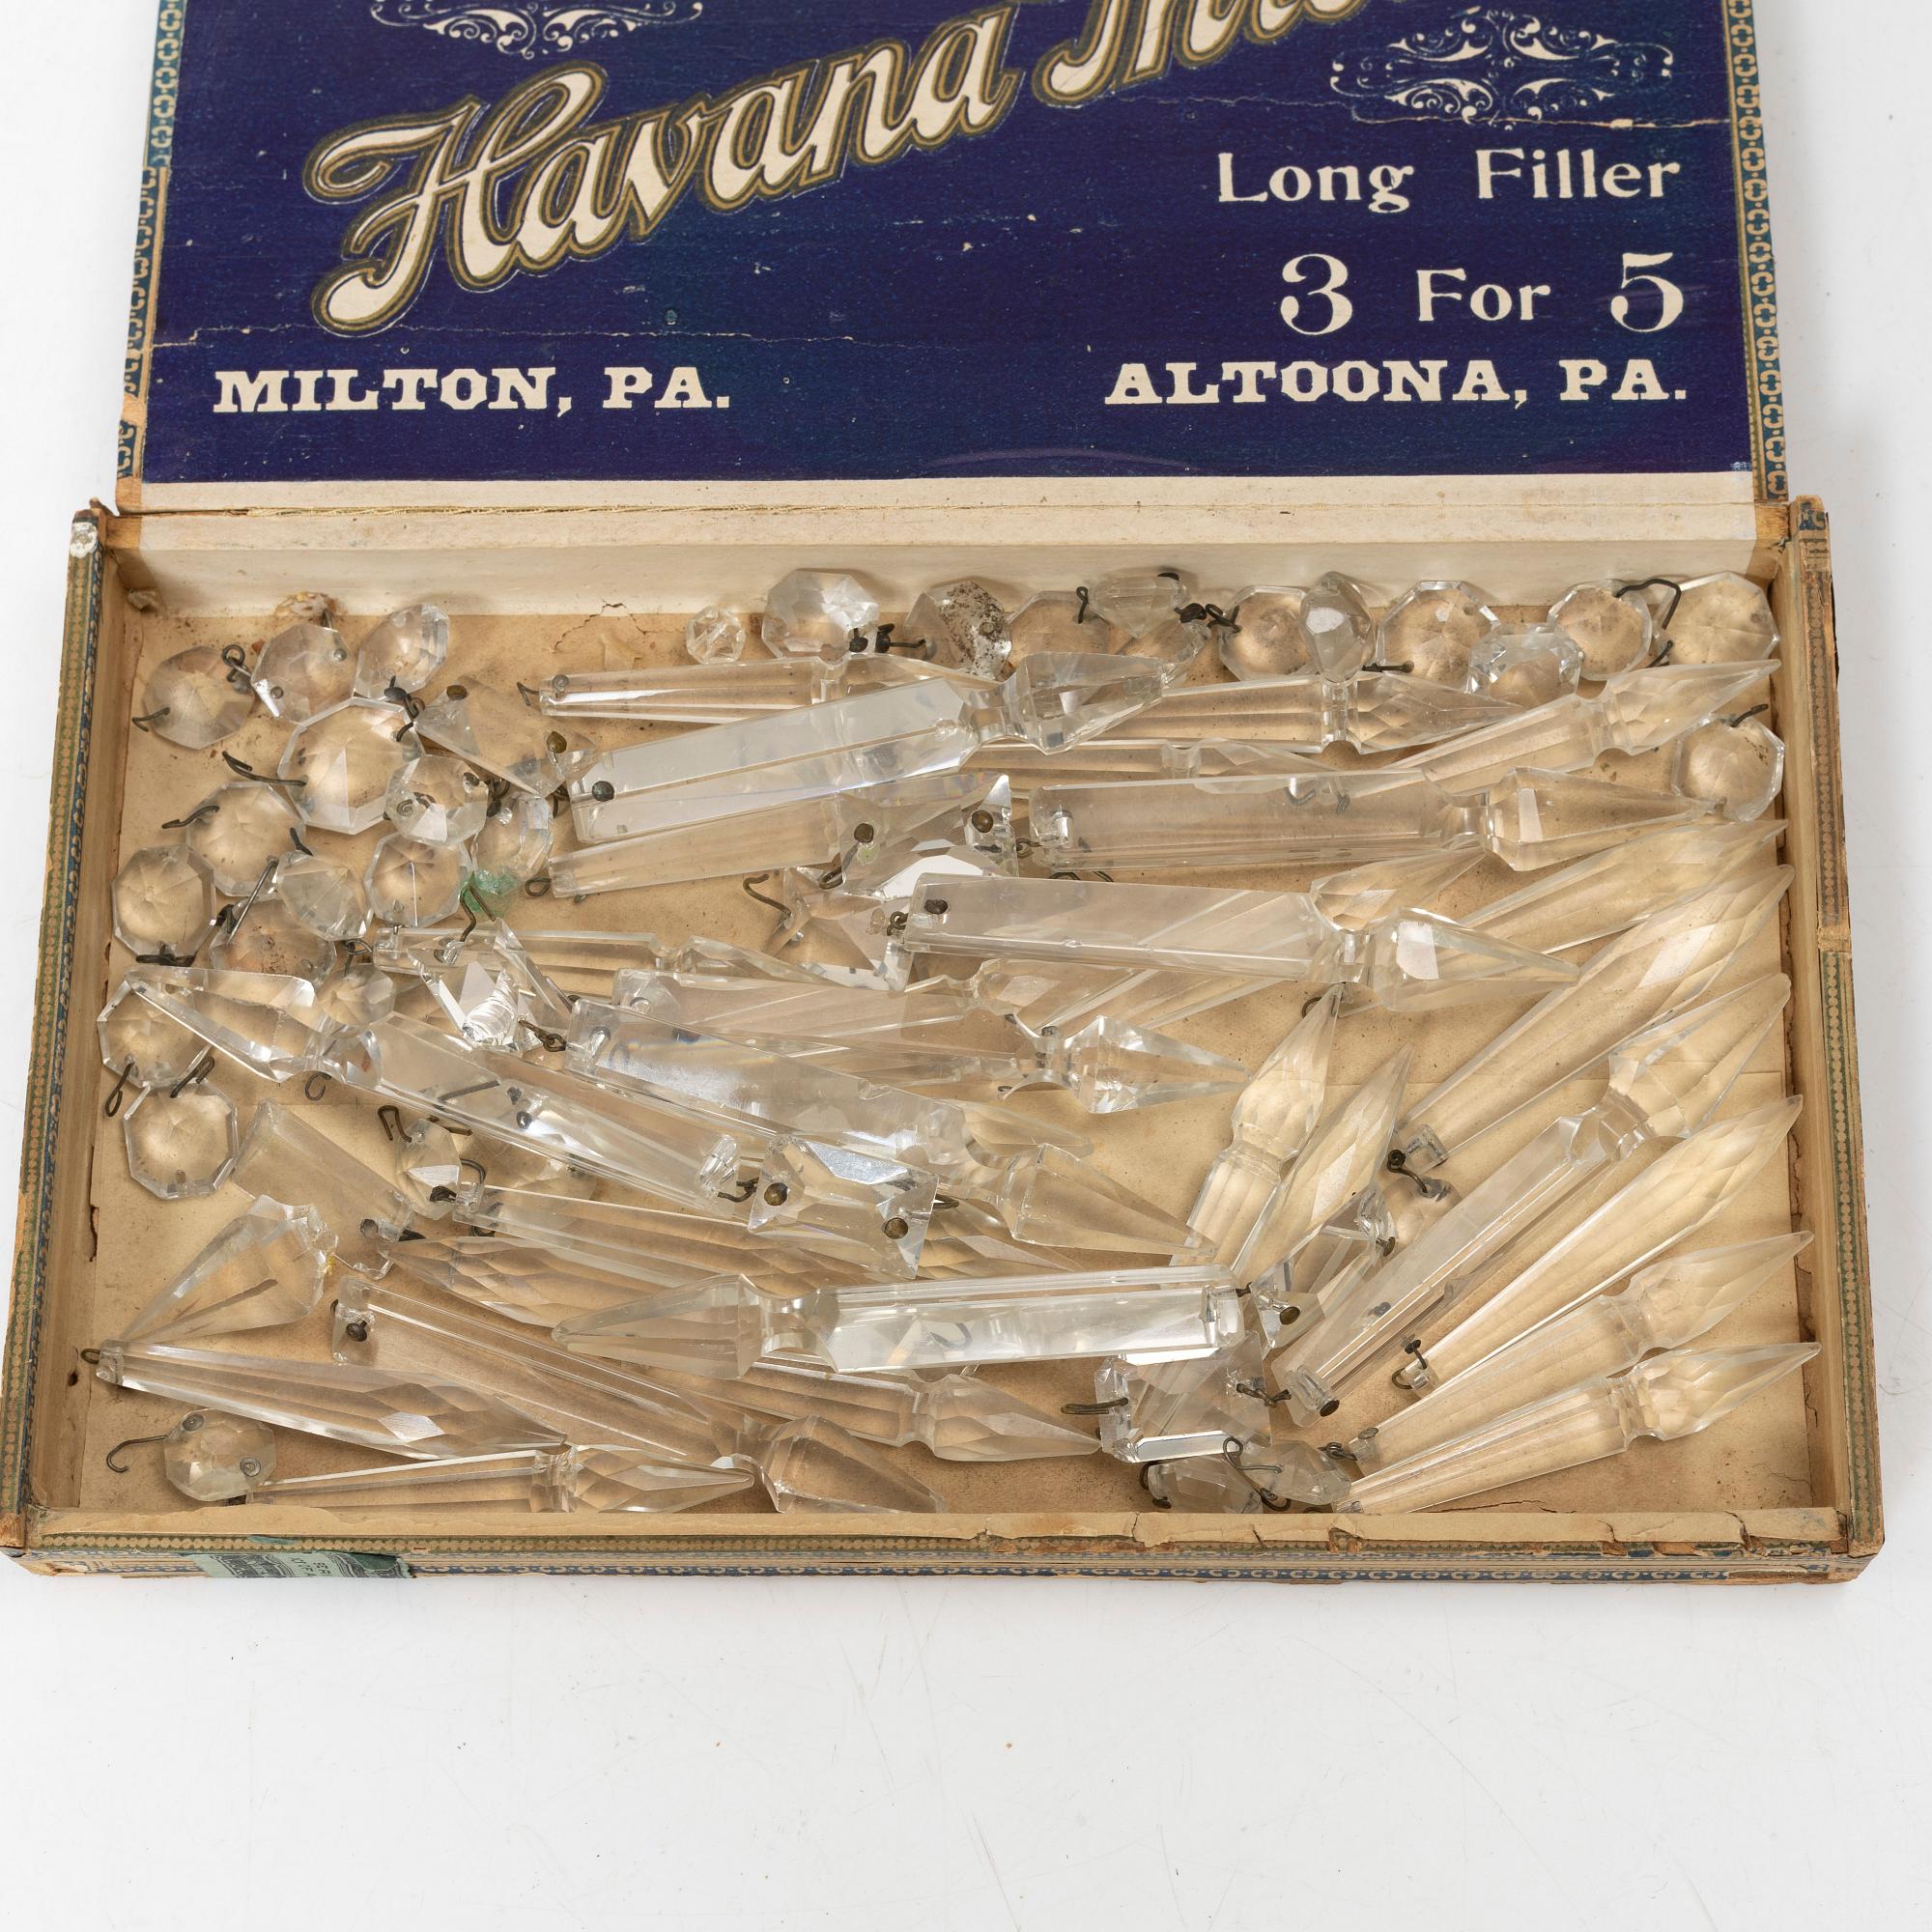 Havana
Long Filler
3 For 5
MILTON, PA.
ALTOONA, PA.